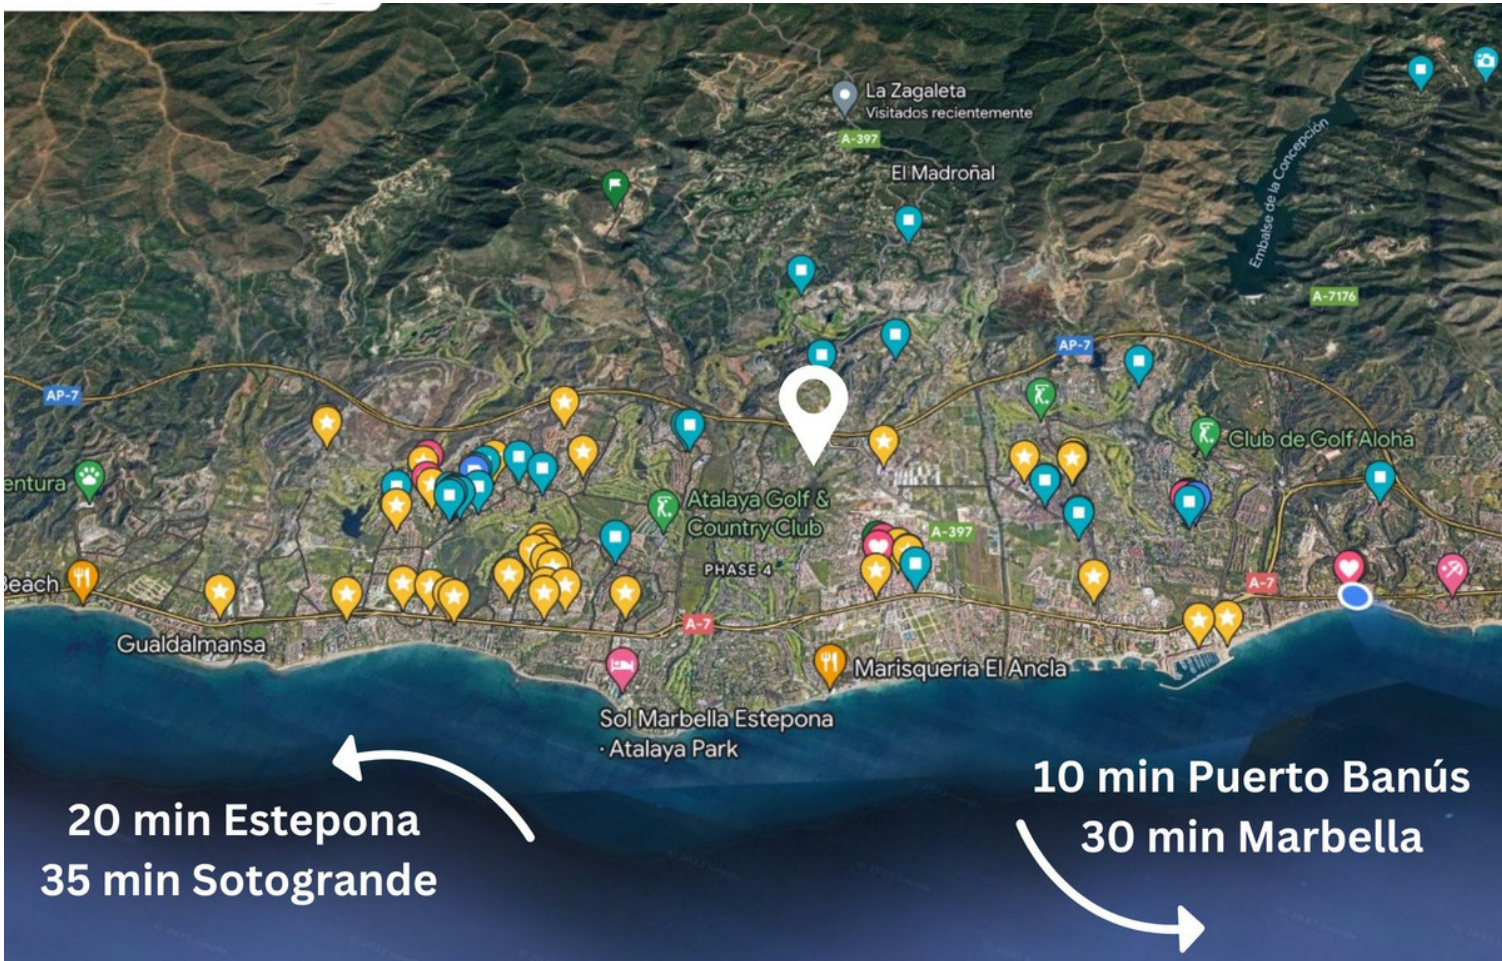 La Zagaleta
Visitados recientemente
A-397
El Madroñal
Embalse de la Concepción
A-7176
AP-7
AP-7
Club de Golf Aloha
entura
Atalaya Golf &
Country Club
A-397
PHASE 4
Beach
A-7
A-7
Gualdalmansa
Marisqueria El Ancla
Sol Marbella Estepona
· Atalaya Park
10 min Puerto Banús
30 min Marbella
20 min Estepona
35 min Sotogrande